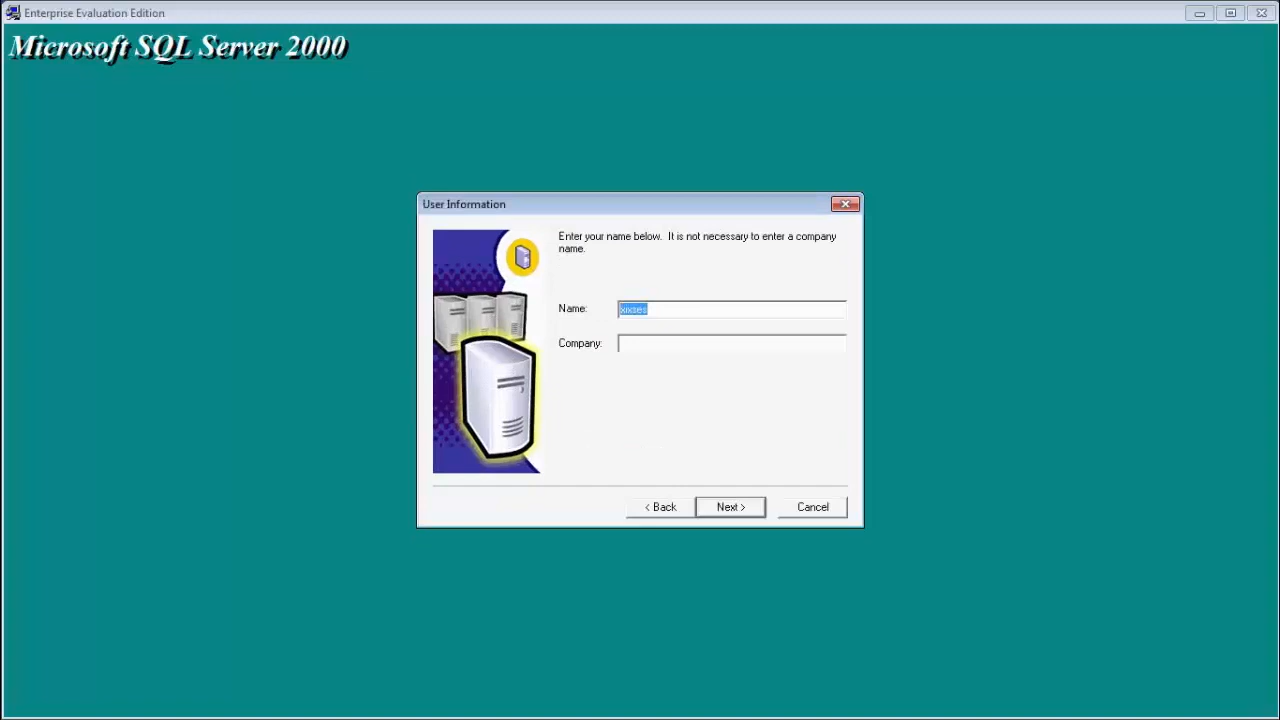 Enterprise Evaluation Edition
Microsoft SQL Server 2000
User Information
Enter your name below. It is not necessary to enter a company
name.
Name:
Company:
< Back
Next >
Cancel